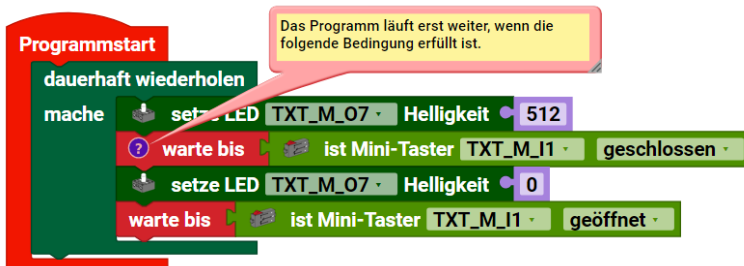 Das Programm läuft erst weiter, wenn die
folgende Bedingung erfüllt ist.
Programmstart
dauerhaft wiederholen
mache setze LED TXT_M_O7 Helligkeit 512
? warte bis ist Mini-Taster TXT_M_I1 geschlossen
setze LED TXT_M_O7 Helligkeit 0
warte bis ist Mini-Taster TXT_M_I1 geöffnet